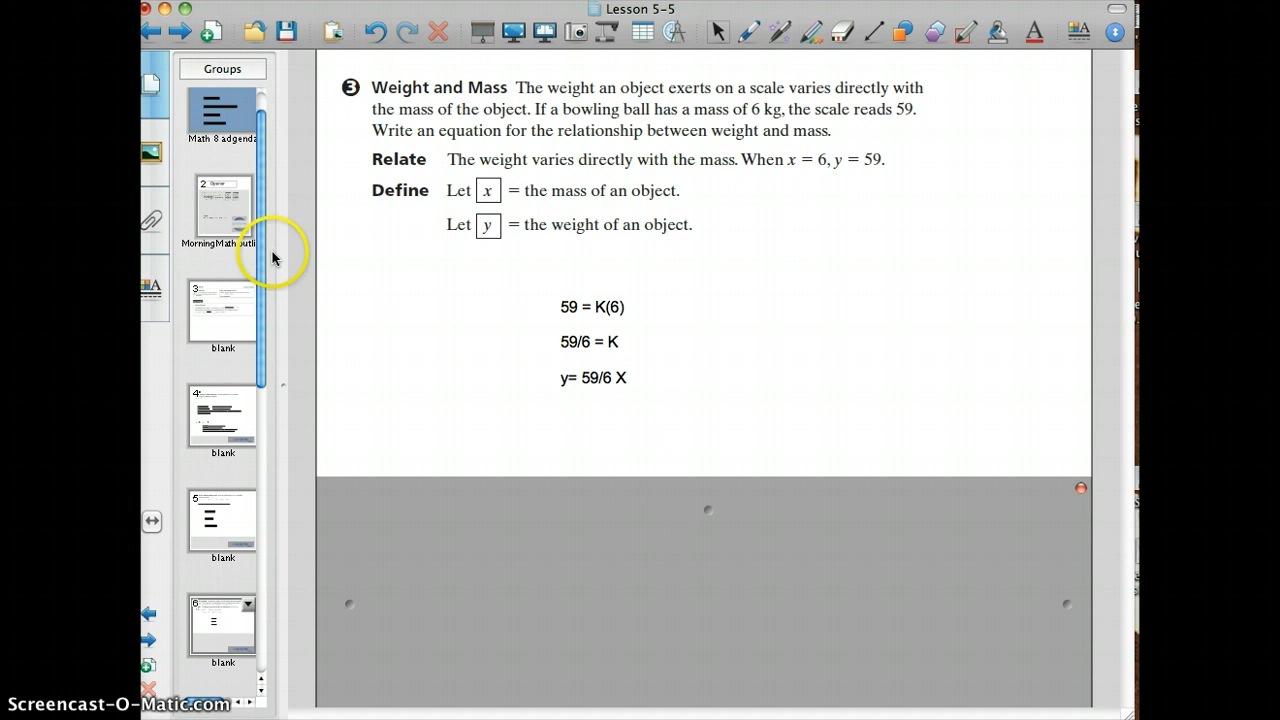 Lesson 5-5
Groups
Math 8 adgenda
2 Opener
MorningMath outli
3
blank
4
blank
5
blank
6
blank
3 Weight and Mass The weight an object exerts on a scale varies directly with
the mass of the object. If a bowling ball has a mass of 6 kg, the scale reads 59.
Write an equation for the relationship between weight and mass.
Relate The weight varies directly with the mass. When x = 6, y = 59.
Define Let x = the mass of an object.
Let y = the weight of an object.
59 = K(6)
59/6 = K
y= 59/6 X
Screencast-O-Matic.com